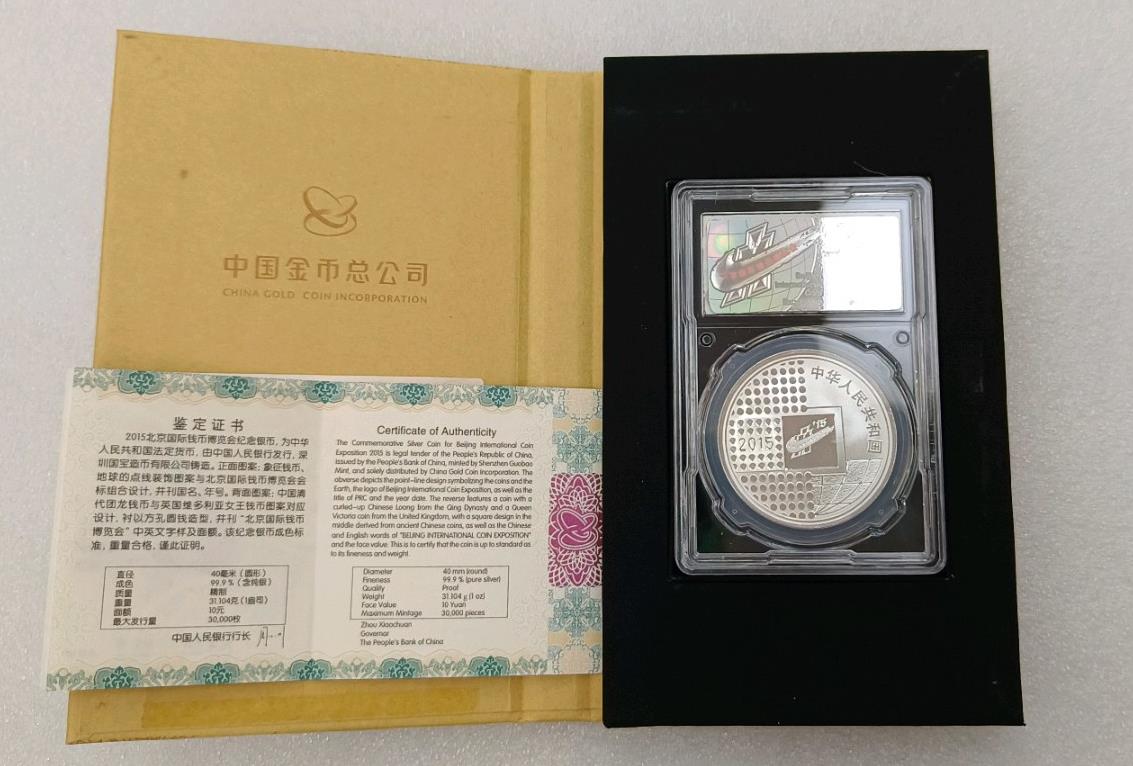 中国金币总公司
CHINA GOLD COIN INCORPORATION
鉴定证书
2015北京国际钱币博览会纪念银币，为中华
人民共和国法定货币，由中国人民银行发行，深
圳国宝造币有限公司铸造。正面图案：象征钱币、
地球的点线装饰图案与北京国际钱币博览会会
标组合设计，并刊国名、年号。背面图案：中国清
代团龙钱币与英国维多利亚女王钱币图案对应
设计，衬以方孔圆钱造型，并刊“北京国际钱币
博览会”中英文字样及面额。该纪念银币成色标
准，重量合格，谨此证明。
直径 40毫米（圆形）
成色 99.9％（含纯银）
质量 精制
重量 31.104克（1盎司）
面额 10元
最大发行量 30,000枚
中国人民银行行长
Certificate of Authenticity
The Commemorative Silver Coin for Beijing International Coin
Exposition 2015 is legal tender of the People's Republic of China,
issued by the People's Bank of China, minted by Shenzhen Guobao
Mint, and solely distributed by China Gold Coin Incorporation. The
obverse depicts the point-line design symbolizing the coins and the
Earth, the logo of Beijing International Coin Exposition, as well as the
title of PRC and the year date. The reverse features a coin with a
curled-up Chinese Loong from the Qing Dynasty and a Queen
Victoria coin from the United Kingdom, with a square design in the
middle derived from ancient Chinese coins, as well as the Chinese
and English words of "BEIJING INTERNATIONAL COIN EXPOSITION"
and the face value. This is to certify that the coin is up to standard as
to its fineness and weight.
Diameter 40 mm (round)
Fineness 99.9 % (pure silver)
Quality Proof
Weight 31.104 g (1 oz)
Face Value 10 Yuan
Maximum Mintage 30,000 pieces
Zhou Xiaochuan
Governor
The People's Bank of China
中华人民共和国
'15
2015